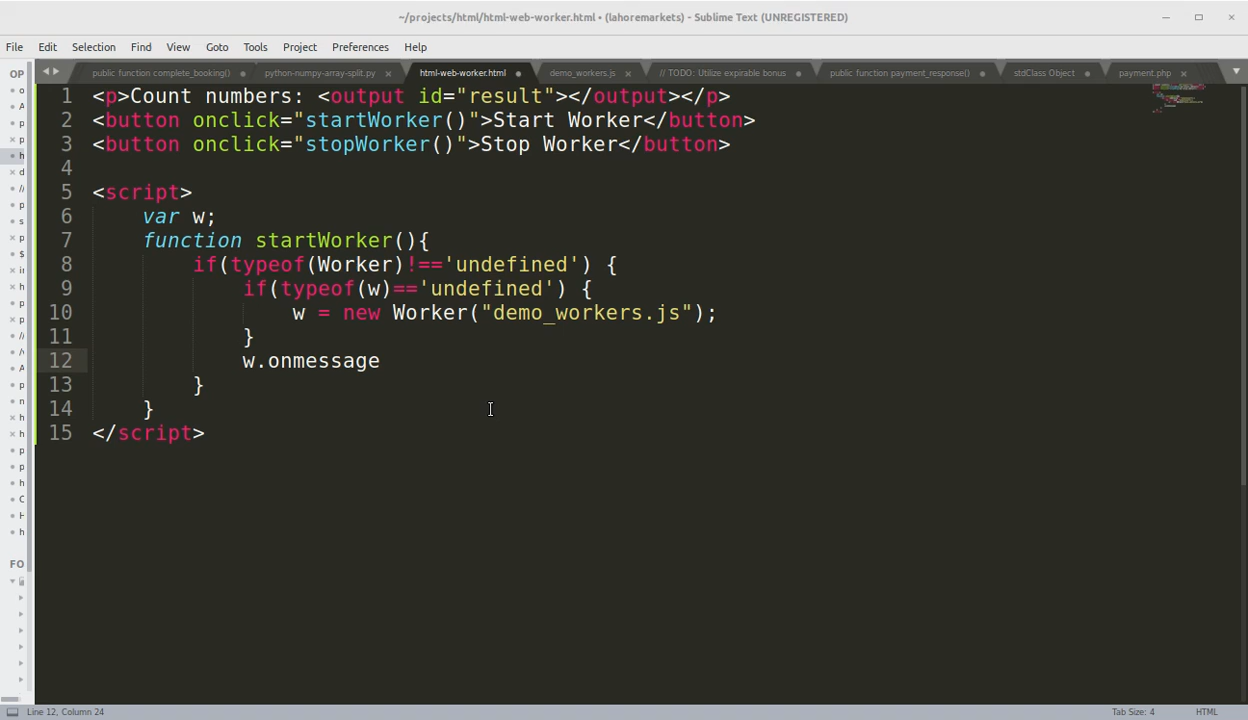 ~/projects/html/html-web-worker.html • (lahoremarkets) - Sublime Text (UNREGISTERED)
File Edit Selection Find View Goto Tools Project Preferences Help
OP public function complete_booking() python-numpy-array-split.py html-web-worker.html demo_workers.js // TODO: Utilize expirable bonus public function payment_response() stdClass Object payment.php
1 <p>Count numbers: <output id="result"></output></p>
2 <button onclick="startWorker()">Start Worker</button>
3 <button onclick="stopWorker()">Stop Worker</button>
4
5 <script>
6 var w;
7 function startWorker(){
8 if(typeof(Worker)!=='undefined') {
9 if(typeof(w)=='undefined') {
10 w = new Worker("demo_workers.js");
11 }
12 w.onmessage
13 }
14 }
15 </script>
FO
Line 12, Column 24 Tab Size: 4 HTML